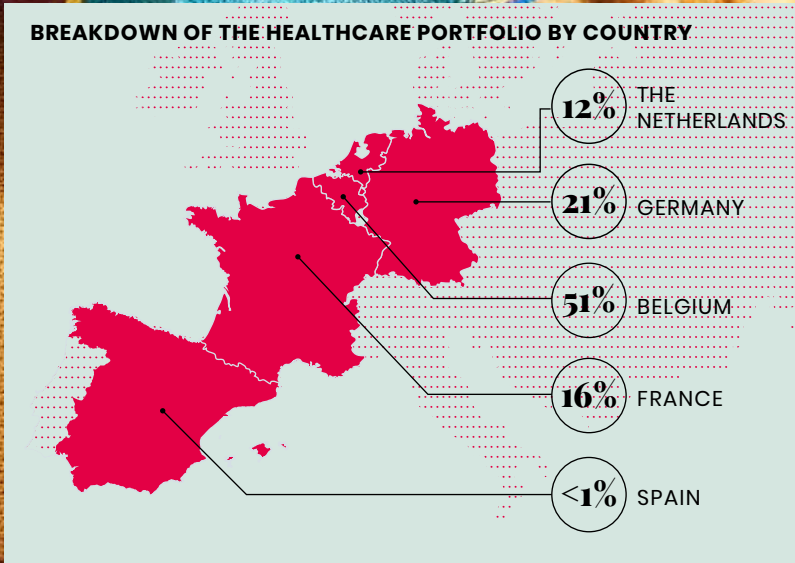 BREAKDOWN OF THE HEALTHCARE PORTFOLIO BY COUNTRY
12% THE
NETHERLANDS
21% GERMANY
51% BELGIUM
16% FRANCE
<1% SPAIN